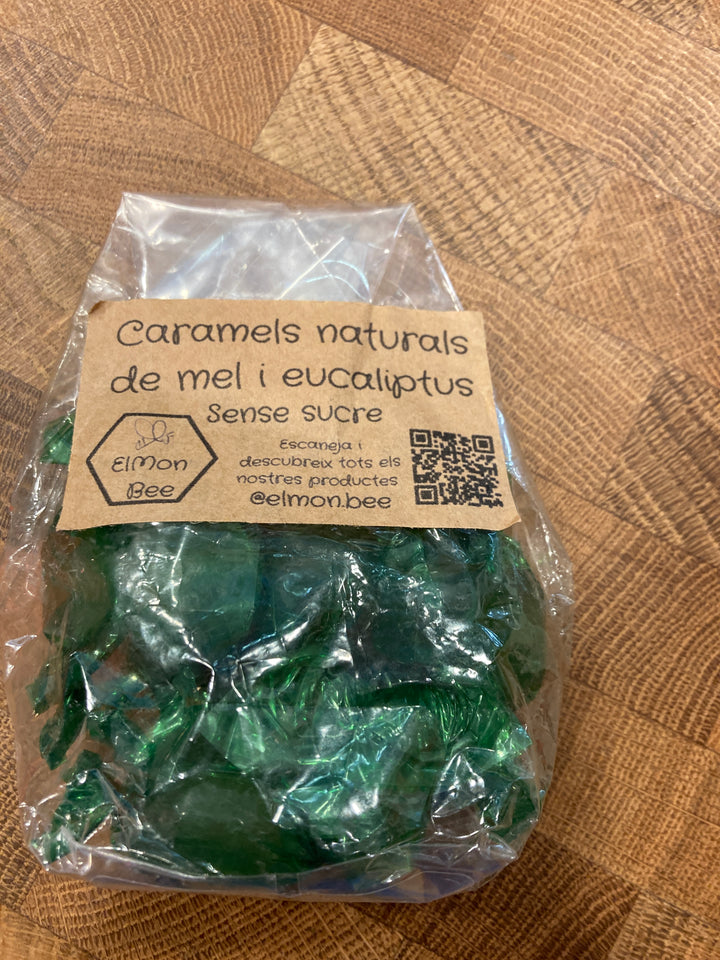 Caramels naturals
de mel i eucaliptus
Sense sucre
ElMon
Bee
Escaneja i
descubreix tots els
nostres productes
@elmon.bee